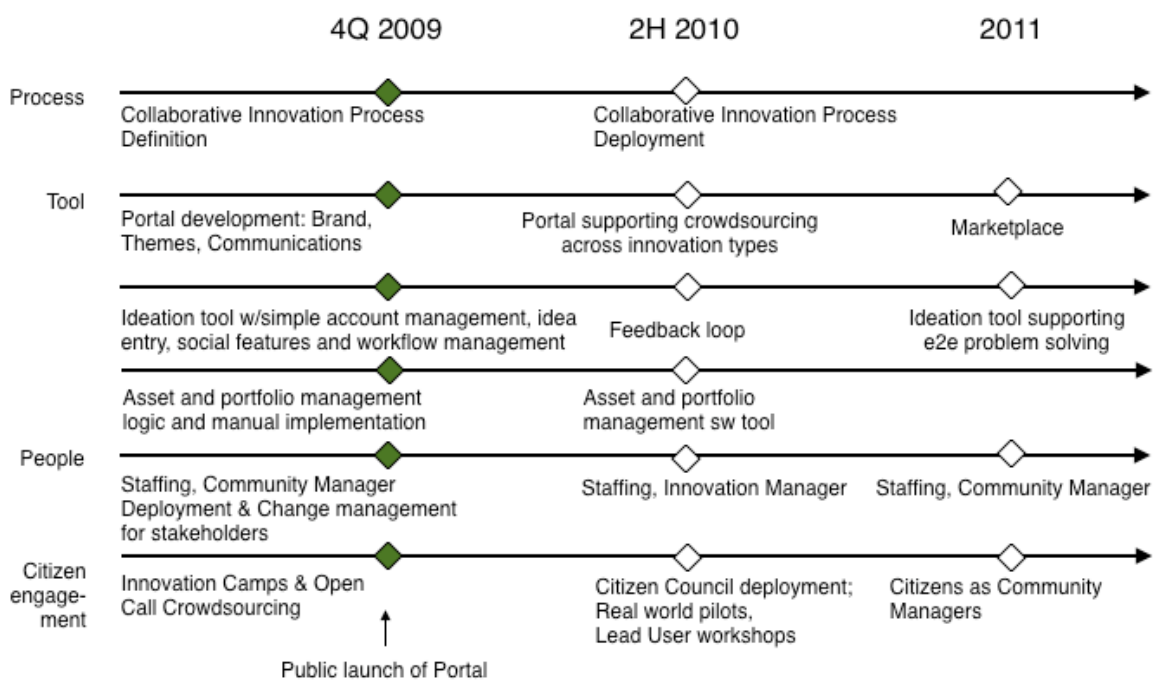 4Q 2009
2H 2010
2011
Process
Collaborative Innovation Process
Definition
Collaborative Innovation Process
Deployment
Tool
Portal development: Brand,
Themes, Communications
Portal supporting crowdsourcing
across innovation types
Marketplace
Ideation tool w/simple account management, idea
entry, social features and workflow management
Feedback loop
Ideation tool supporting
e2e problem solving
Asset and portfolio management
logic and manual implementation
Asset and portfolio
management sw tool
People
Staffing, Community Manager
Deployment & Change management
for stakeholders
Staffing, Innovation Manager
Staffing, Community Manager
Citizen
engage-
ment
Innovation Camps & Open
Call Crowdsourcing
Citizen Council deployment;
Real world pilots,
Lead User workshops
Citizens as Community
Managers
Public launch of Portal